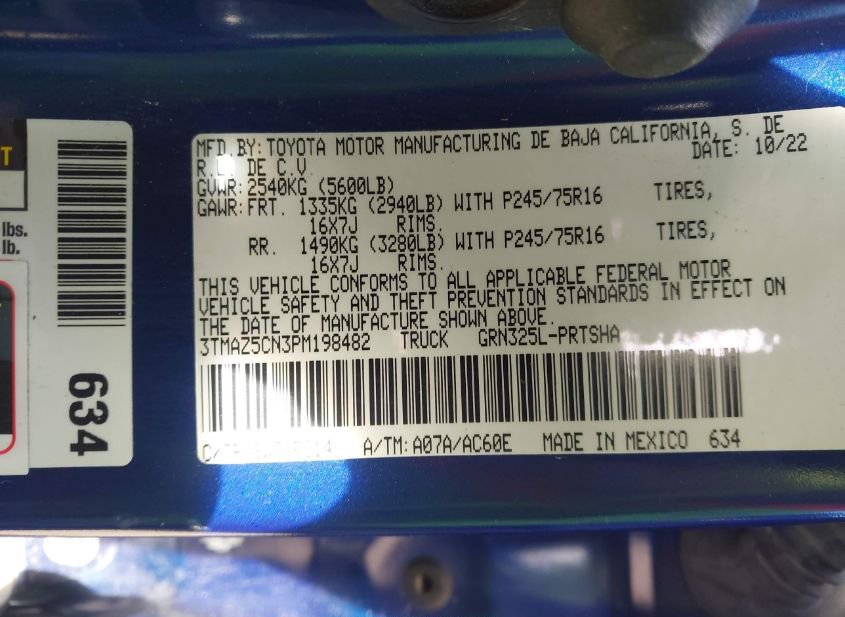 T
lbs.
lb.
634
MFD BY: TOYOTA MOTOR MANUFACTURING DE BAJA CALIFORNIA, S. DE
R.L. DE C.V. DATE: 10/22
GVWR: 2540KG (5600LB)
GAWR: FRT. 1335KG (2940LB) WITH P245/75R16 TIRES,
16X7J RIMS.
RR. 1490KG (3280LB) WITH P245/75R16 TIRES,
16X7J RIMS.
THIS VEHICLE CONFORMS TO ALL APPLICABLE FEDERAL MOTOR
VEHICLE SAFETY AND THEFT PREVENTION STANDARDS IN EFFECT ON
THE DATE OF MANUFACTURE SHOWN ABOVE.
3TMAZ5CN3PM198482 TRUCK GRN325L-PRTSHA
A/TM: A07A/AC60E MADE IN MEXICO 634